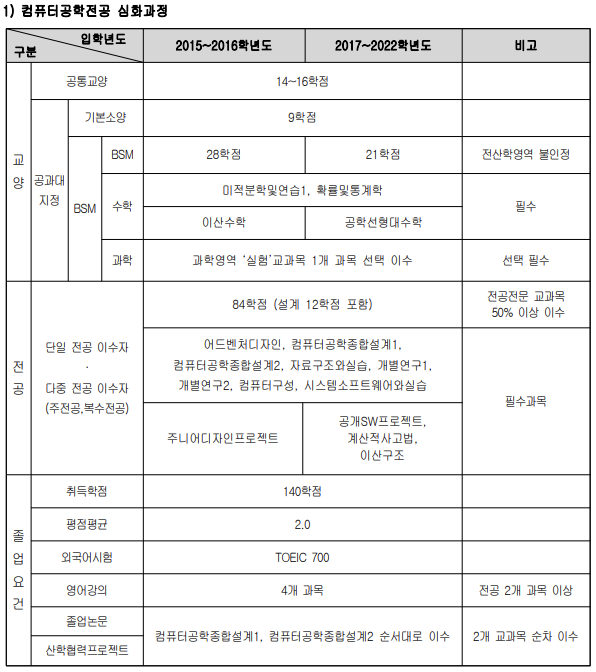 1) 컴퓨터공학전공 심화과정
입학년도
구분
2015~2016학년도
2017~2022학년도
비고
교
양
공통교양
14~16학점
공과대
지정
기본소양
9학점
BSM
BSM
28학점
21학점
전산학영역 불인정
수학
미적분학및연습1, 확률및통계학
이산수학
공학선형대수학
필수
과학
과학영역 ‘실험’교과목 1개 과목 선택 이수
선택 필수
전
공
단일 전공 이수자
·
다중 전공 이수자
(주전공,복수전공)
84학점 (설계 12학점 포함)
전공전문 교과목
50% 이상 이수
어드벤처디자인, 컴퓨터공학종합설계1,
컴퓨터공학종합설계2, 자료구조와실습, 개별연구1,
개별연구2, 컴퓨터구성, 시스템소프트웨어와실습
주니어디자인프로젝트
공개SW프로젝트,
계산적사고법,
이산구조
필수과목
졸
업
요
건
취득학점
140학점
평점평균
2.0
외국어시험
TOEIC 700
영어강의
4개 과목
전공 2개 과목 이상
졸업논문
산학협력프로젝트
컴퓨터공학종합설계1, 컴퓨터공학종합설계2 순서대로 이수
2개 교과목 순차 이수